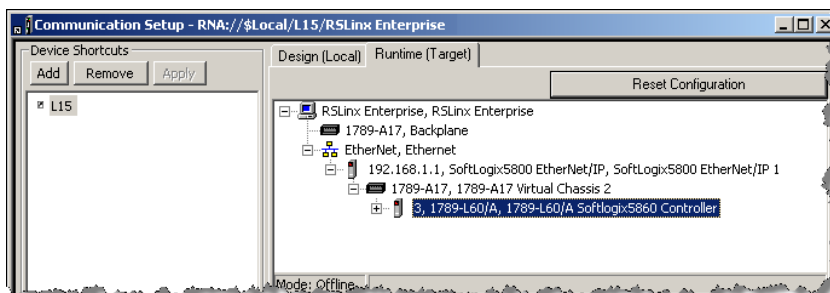 Communication Setup - RNA://$Local/L15/RSLinx Enterprise
Device Shortcuts
Add Remove Apply
L15
Design (Local) Runtime (Target)
Reset Configuration
RSLinx Enterprise, RSLinx Enterprise
1789-A17, Backplane
EtherNet, Ethernet
192.168.1.1, SoftLogix5800 EtherNet/IP, SoftLogix5800 EtherNet/IP 1
1789-A17, 1789-A17 Virtual Chassis 2
3, 1789-L60/A, 1789-L60/A Softlogix5860 Controller
Mode: Offline